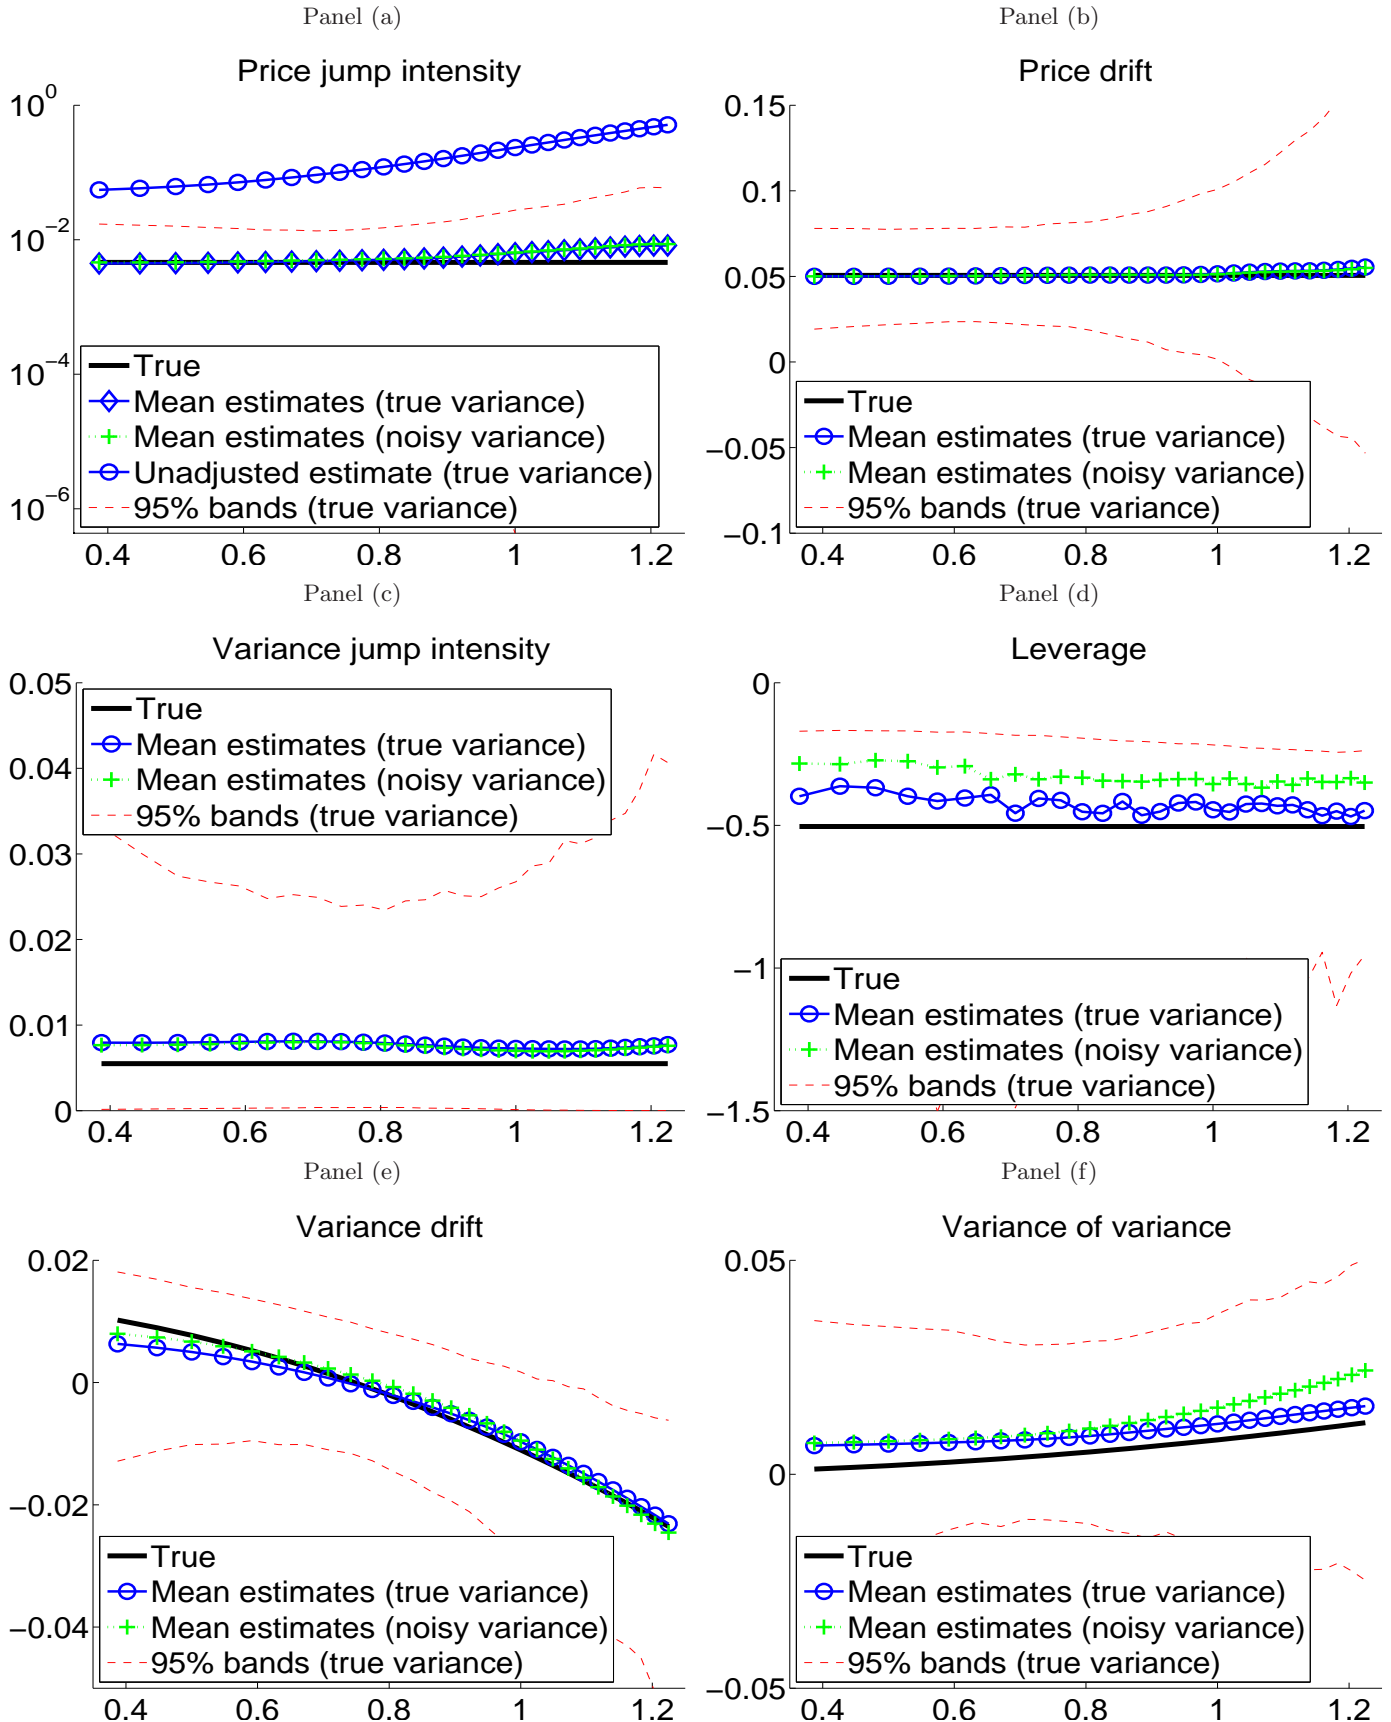 Panel (a)
Price jump intensity
10^0
10^−2
10^−4
10^−6
True
Mean estimates (true variance)
Mean estimates (noisy variance)
Unadjusted estimate (true variance)
95% bands (true variance)
0.4 0.6 0.8 1 1.2
Panel (b)
Price drift
0.15
0.1
0.05
0
−0.05
−0.1
True
Mean estimates (true variance)
Mean estimates (noisy variance)
95% bands (true variance)
0.4 0.6 0.8 1 1.2
Panel (c)
Variance jump intensity
0.05
0.04
0.03
0.02
0.01
0
True
Mean estimates (true variance)
Mean estimates (noisy variance)
95% bands (true variance)
0.4 0.6 0.8 1 1.2
Panel (d)
Leverage
0
−0.5
−1
−1.5
True
Mean estimates (true variance)
Mean estimates (noisy variance)
95% bands (true variance)
0.4 0.6 0.8 1 1.2
Panel (e)
Variance drift
0.02
0
−0.02
−0.04
True
Mean estimates (true variance)
Mean estimates (noisy variance)
95% bands (true variance)
0.4 0.6 0.8 1 1.2
Panel (f)
Variance of variance
0.05
0
−0.05
True
Mean estimates (true variance)
Mean estimates (noisy variance)
95% bands (true variance)
0.4 0.6 0.8 1 1.2